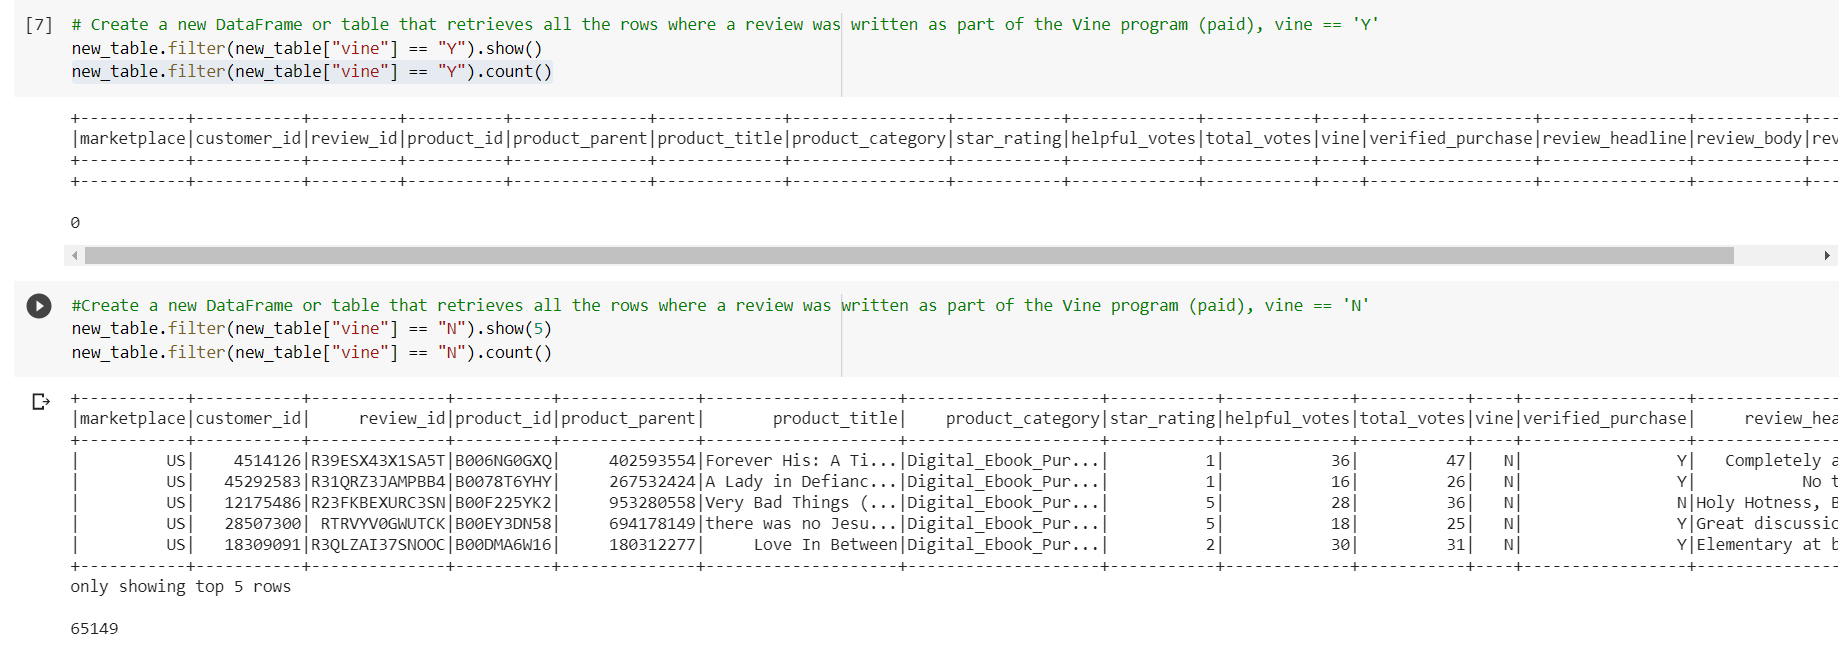 [7] # Create a new DataFrame or table that retrieves all the rows where a review was written as part of the Vine program (paid), vine == 'Y'
new_table.filter(new_table["vine"] == "Y").show()
new_table.filter(new_table["vine"] == "Y").count()
+-----------+-----------+---------+----------+--------------+-------------+----------------+-----------+-------------+-----------+----+-----------------+---------------+-----------+---
|marketplace|customer_id|review_id|product_id|product_parent|product_title|product_category|star_rating|helpful_votes|total_votes|vine|verified_purchase|review_headline|review_body|rev
+-----------+-----------+---------+----------+--------------+-------------+----------------+-----------+-------------+-----------+----+-----------------+---------------+-----------+---
+-----------+-----------+---------+----------+--------------+-------------+----------------+-----------+-------------+-----------+----+-----------------+---------------+-----------+---
0
#Create a new DataFrame or table that retrieves all the rows where a review was written as part of the Vine program (paid), vine == 'N'
new_table.filter(new_table["vine"] == "N").show(5)
new_table.filter(new_table["vine"] == "N").count()
+-----------+-----------+--------------+----------+--------------+--------------------+--------------------+-----------+-------------+-----------+----+-----------------+---------------
|marketplace|customer_id|     review_id|product_id|product_parent|       product_title|    product_category|star_rating|helpful_votes|total_votes|vine|verified_purchase|     review_hea
+-----------+-----------+--------------+----------+--------------+--------------------+--------------------+-----------+-------------+-----------+----+-----------------+---------------
|         US|    4514126|R39ESX43X1SA5T|B006NG0GXQ|     402593554|Forever His: A Ti...|Digital_Ebook_Pur...|          1|           36|         47|   N|                Y|   Completely a
|         US|   45292583|R31QRZ3JAMPBB4|B0078T6YHY|     267532424|A Lady in Defianc...|Digital_Ebook_Pur...|          1|           16|         26|   N|                Y|           No t
|         US|   12175486|R23FKBEXURC3SN|B00F225YK2|     953280558|Very Bad Things (...|Digital_Ebook_Pur...|          5|           28|         36|   N|                N|Holy Hotness, B
|         US|   28507300| RTRVYV0GWUTCK|B00EY3DN58|     694178149|there was no Jesu...|Digital_Ebook_Pur...|          5|           18|         25|   N|                Y|Great discussio
|         US|   18309091|R3QLZAI37SNOOC|B00DMA6W16|     180312277|     Love In Between|Digital_Ebook_Pur...|          2|           30|         31|   N|                Y|Elementary at b
+-----------+-----------+--------------+----------+--------------+--------------------+--------------------+-----------+-------------+-----------+----+-----------------+---------------
only showing top 5 rows
65149